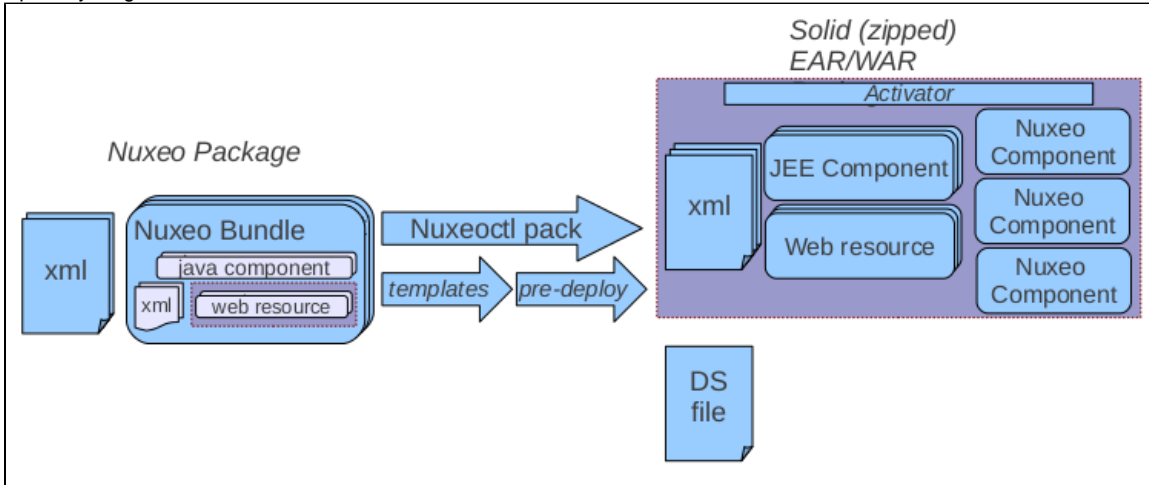 Solid (zipped)
EAR/WAR
Activator
Nuxeo Package
xml
Nuxeo Bundle
java component
xml
web resource
Nuxeoctl pack
templates
pre-deploy
xml
JEE Component
Web resource
Nuxeo
Component
Nuxeo
Component
Nuxeo
Component
DS
file